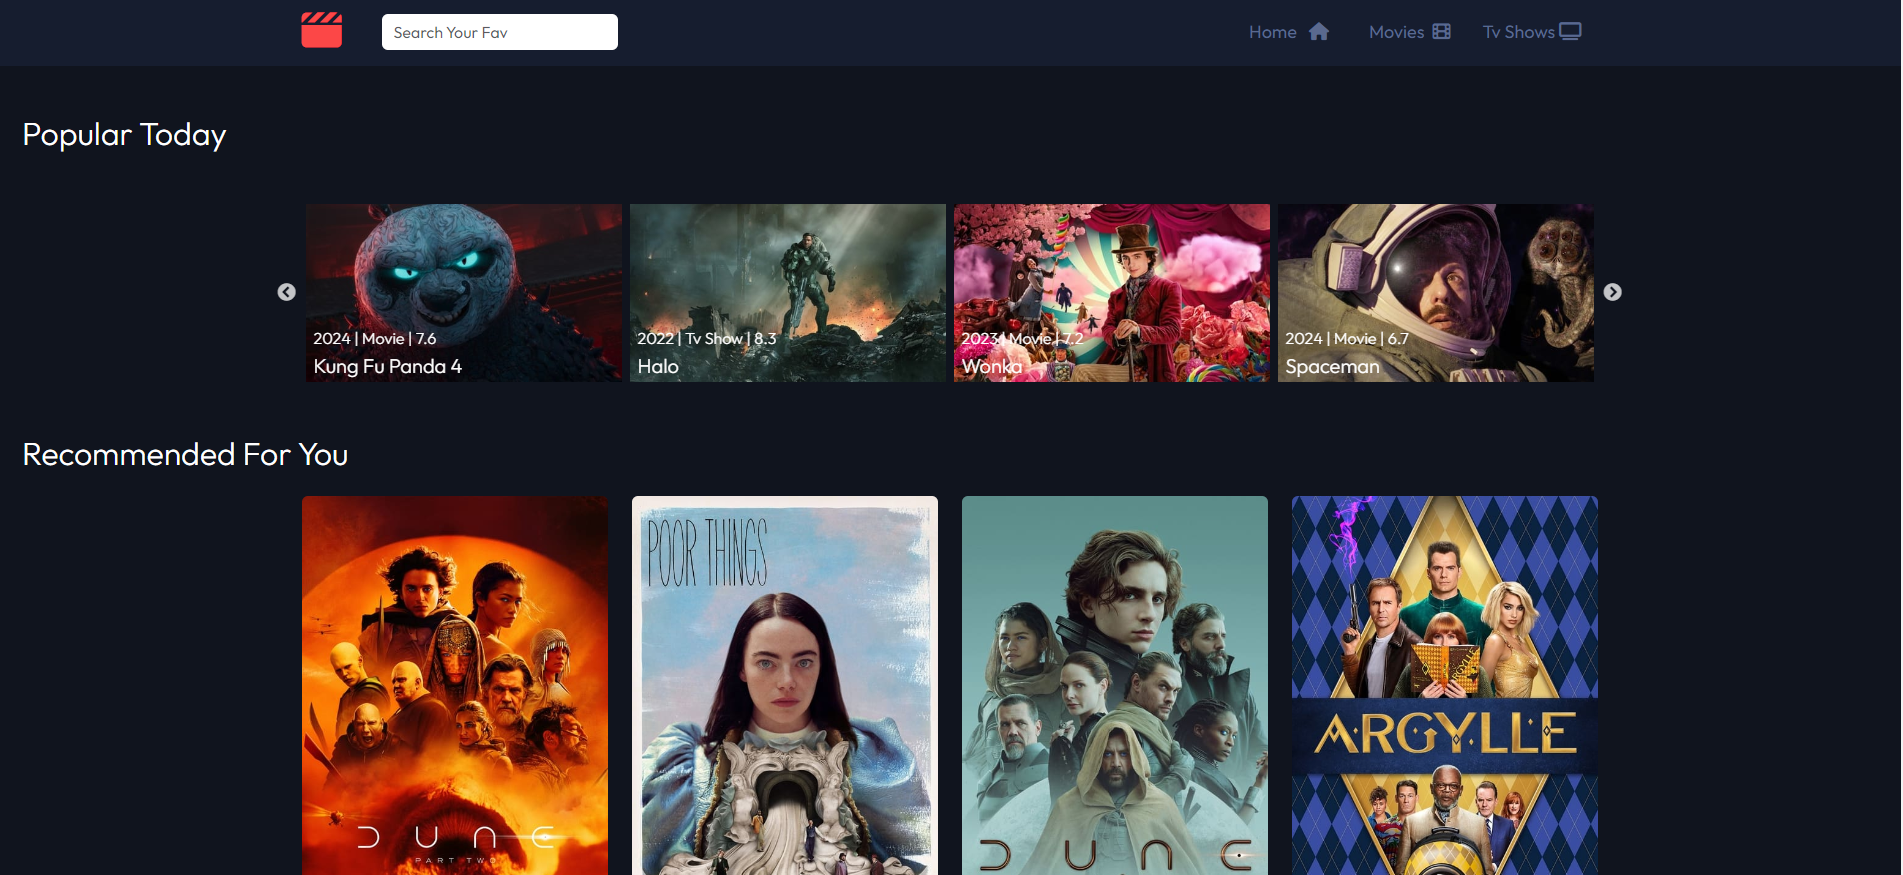 Search Your Fav
Home
Movies
Tv Shows
Popular Today
2024 | Movie | 7.6
Kung Fu Panda 4
2022 | Tv Show | 8.3
Halo
2023 | Movie | 7.2
Wonka
2024 | Movie | 6.7
Spaceman
Recommended For You
DUNE
PART TWO
POOR THINGS
DUNE
ARGYLLE
ARGYLLE